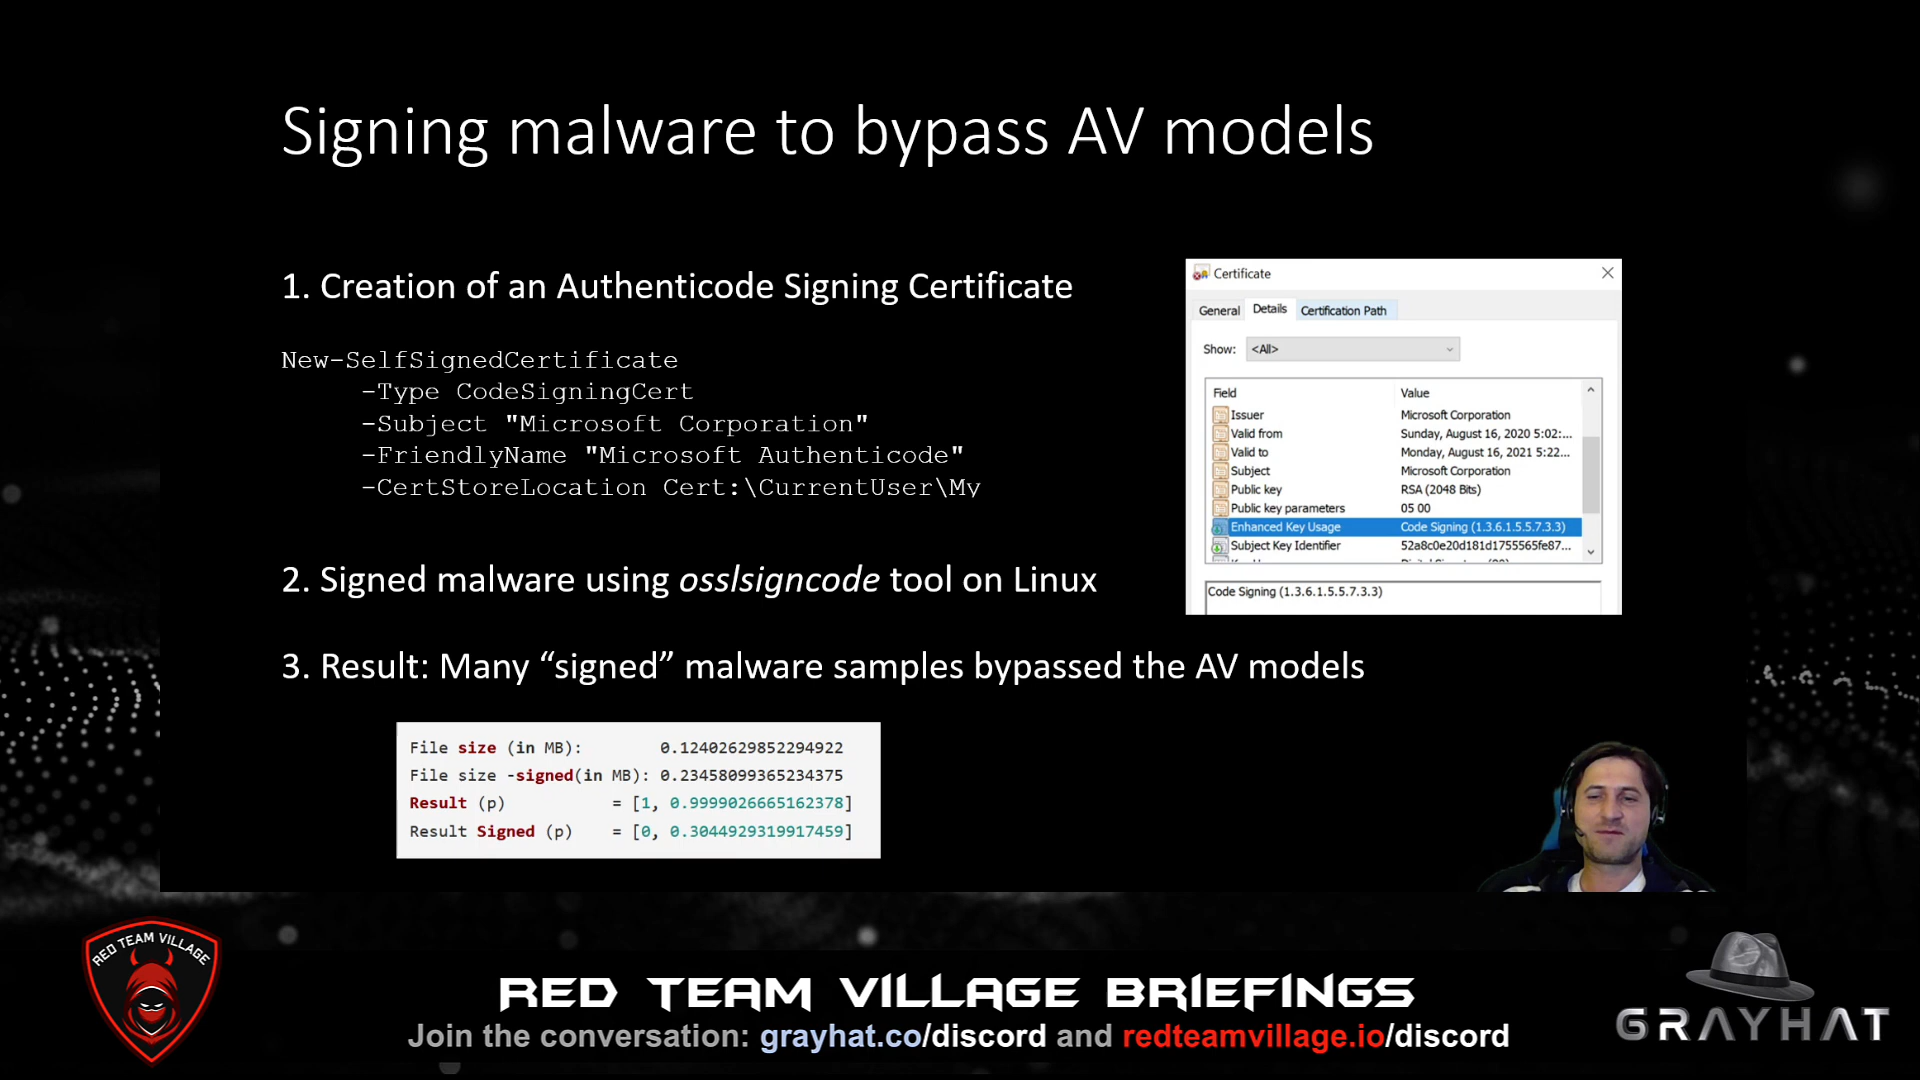 Signing malware to bypass AV models
1. Creation of an Authenticode Signing Certificate
New-SelfSignedCertificate
-Type CodeSigningCert
-Subject "Microsoft Corporation"
-FriendlyName "Microsoft Authenticode"
-CertStoreLocation Cert:\CurrentUser\My
2. Signed malware using osslsigncode tool on Linux
3. Result: Many “signed” malware samples bypassed the AV models
Certificate
General Details Certification Path
Show: <All>
Field Value
Issuer Microsoft Corporation
Valid from Sunday, August 16, 2020 5:02:...
Valid to Monday, August 16, 2021 5:22...
Subject Microsoft Corporation
Public key RSA (2048 Bits)
Public key parameters 05 00
Enhanced Key Usage Code Signing (1.3.6.1.5.5.7.3.3)
Subject Key Identifier 52a8c0e20d181d1755565fe87...
Code Signing (1.3.6.1.5.5.7.3.3)
File size (in MB): 0.12402629852294922
File size -signed(in MB): 0.23458099365234375
Result (p) = [1, 0.9999026665162378]
Result Signed (p) = [0, 0.3044929319917459]
RED TEAM VILLAGE
RED TEAM VILLAGE BRIEFINGS
Join the conversation: grayhat.co/discord and redteamvillage.io/discord
GRAYHAT